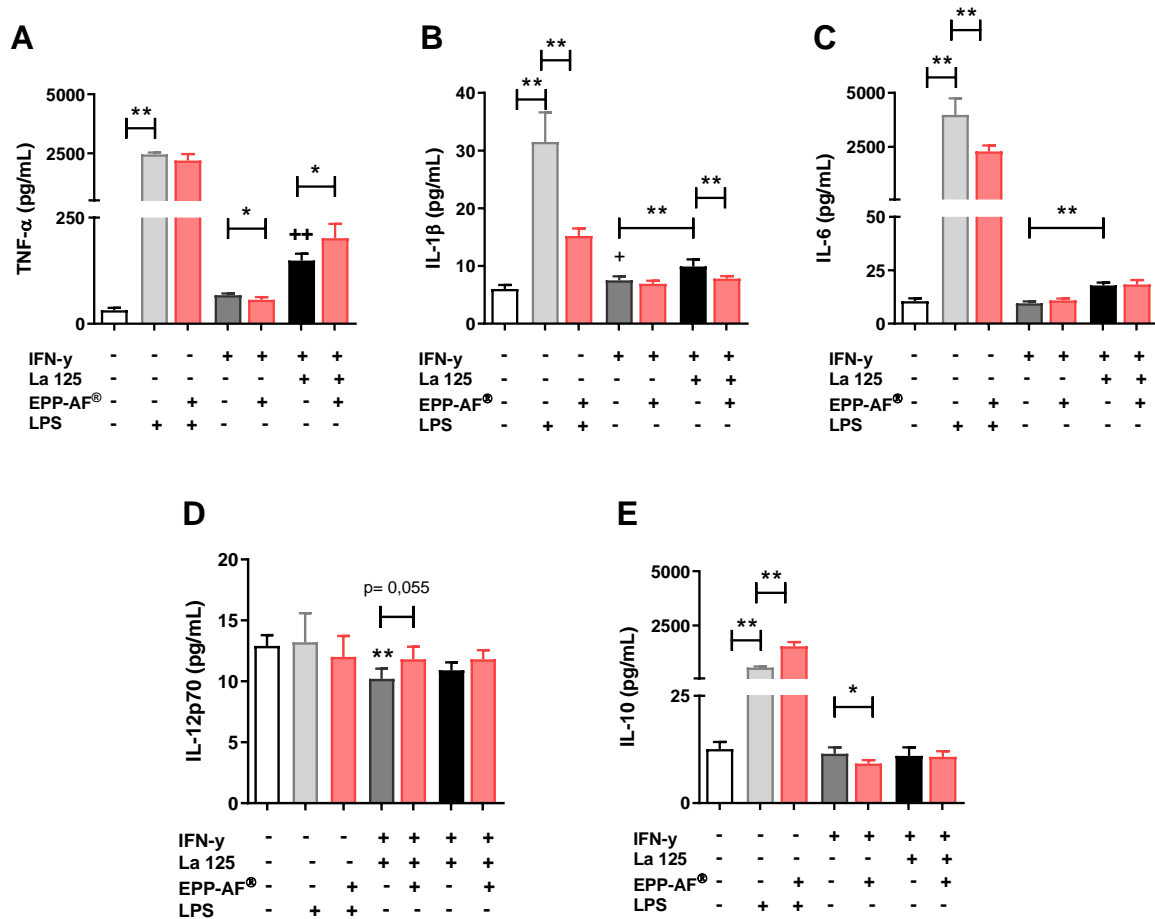 A
B
C
** 
**
**
**
**
*
*
++
**
**
+
**
TNF-α (pg/mL)
5000
2500
250
0
IL-1β (pg/mL)
40
30
20
10
0
IL-6 (pg/mL)
5000
2500
50
25
0
IFN-y - - - + + + +
La 125 - - - - - + +
EPP-AF® - - + - + - +
LPS - + + - - - -
- - - + + + +
- - - - - + +
EPP-AF® - - + - + - +
LPS - + + - - - -
IFN-y
La 125
IFN-y - - - + + + +
La 125 - - - - - + +
EPP-AF® - - + - + - +
LPS - + + - - - -
D
E
IL-12p70 (pg/mL)
20
15
10
5
0
p= 0,055
**
IL-10 (pg/mL)
5000
2500
25
0
**
**
*
IFN-y - - - + + + +
La 125 - - - + + + +
EPP-AF® - - + - + - +
LPS - + + - - - -
IFN-y - - - + + + +
La 125 - - - - - + +
EPP-AF® - - + - + - +
LPS - + + - - - -